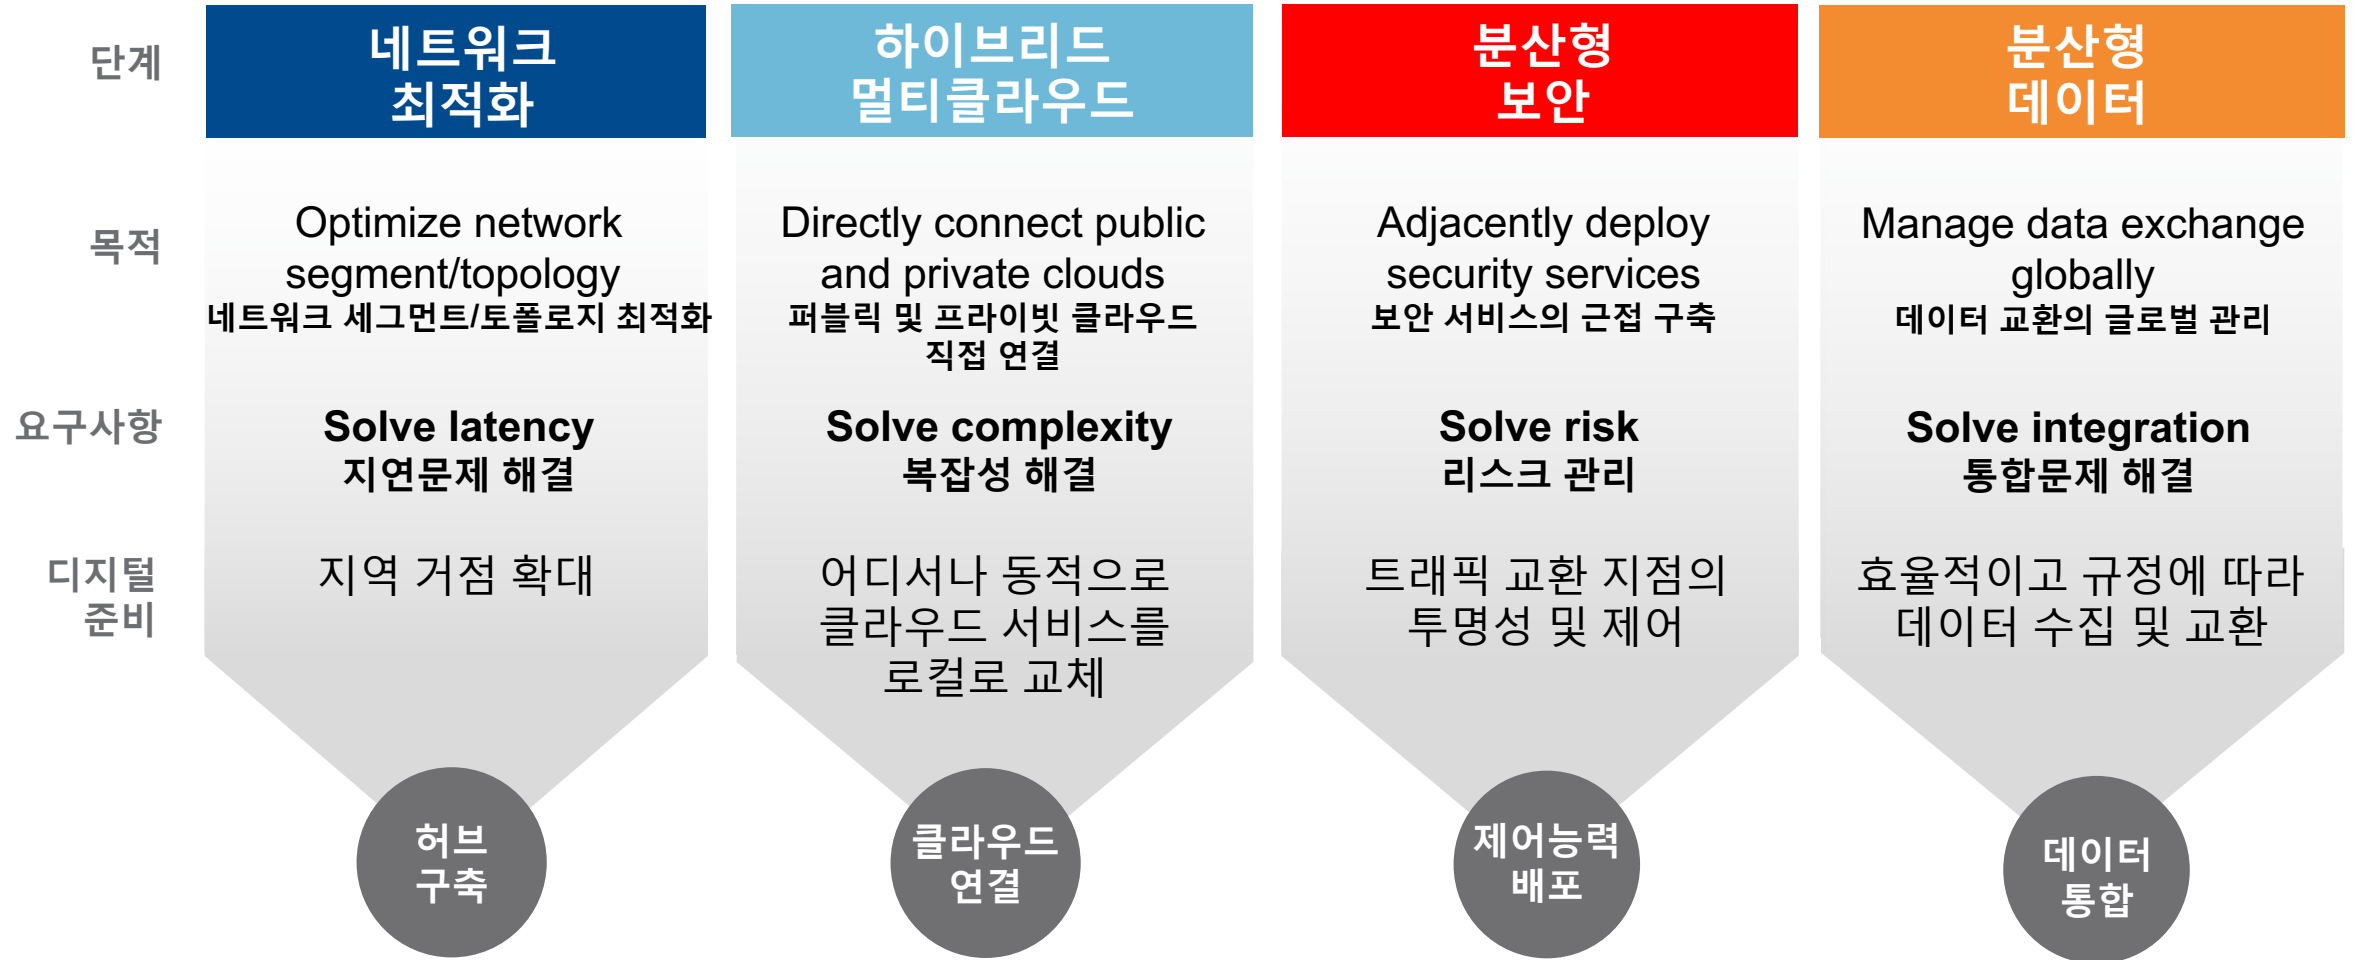 단계
네트워크
최적화
하이브리드
멀티클라우드
분산형
보안
분산형
데이터
목적
Optimize network
segment/topology
네트워크 세그먼트/토폴로지 최적화
Directly connect public
and private clouds
퍼블릭 및 프라이빗 클라우드
직접 연결
Adjacently deploy
security services
보안 서비스의 근접 구축
Manage data exchange
globally
데이터 교환의 글로벌 관리
요구사항
Solve latency
지연문제 해결
Solve complexity
복잡성 해결
Solve risk
리스크 관리
Solve integration
통합문제 해결
디지털
준비
지역 거점 확대
어디서나 동적으로
클라우드 서비스를
로컬로 교체
트래픽 교환 지점의
투명성 및 제어
효율적이고 규정에 따라
데이터 수집 및 교환
허브
구축
클라우드
연결
제어능력
배포
데이터
통합